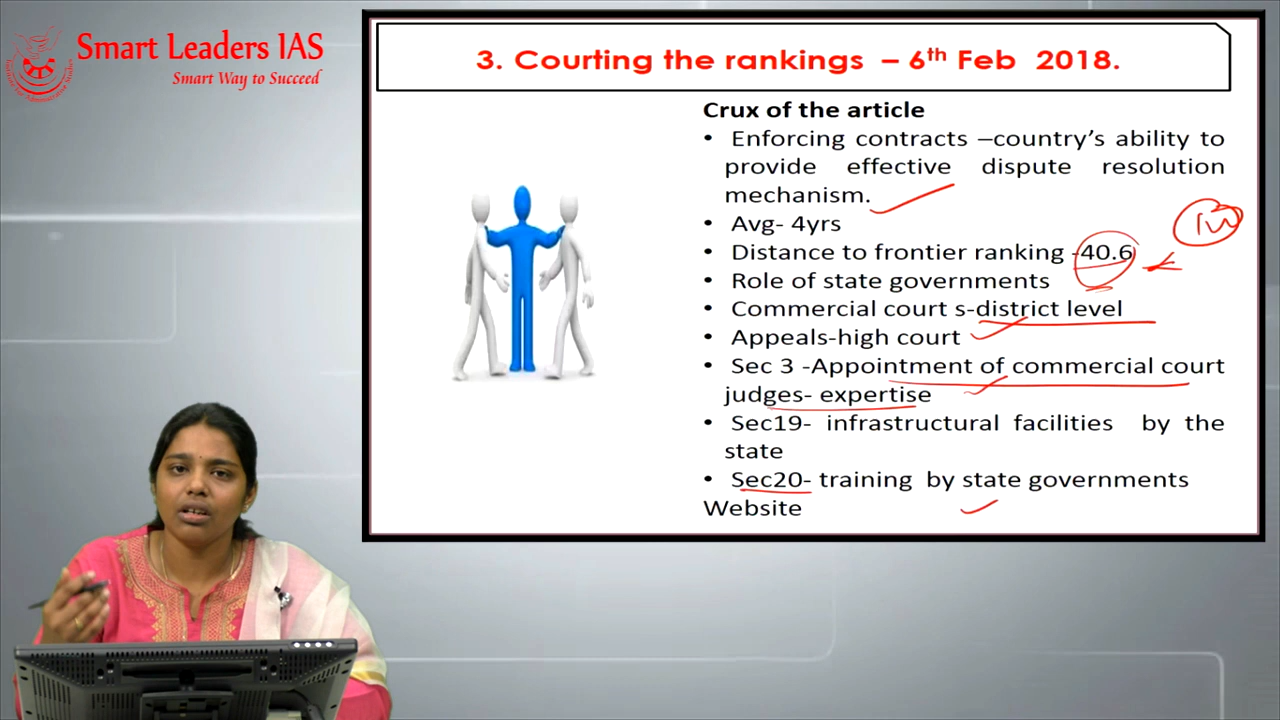 Smart Leaders IAS
Smart Way to Succeed
3. Courting the rankings – 6th Feb 2018.
Crux of the article
• Enforcing contracts –country's ability to
provide effective dispute resolution
mechanism.
• Avg- 4yrs
• Distance to frontier ranking -40.6
• Role of state governments
• Commercial court s-district level
• Appeals-high court
• Sec 3 -Appointment of commercial court
judges- expertise
• Sec19- infrastructural facilities by the
state
• Sec20- training by state governments
Website